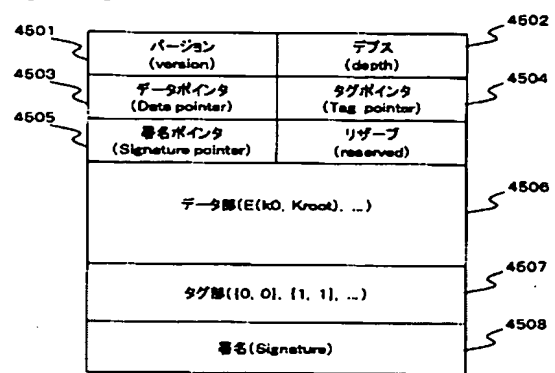 4501
4502
バージョン
(version)
デプス
(depth)
4503
4504
データポインタ
(Data pointer)
タグポインタ
(Tag pointer)
4505
署名ポインタ
(Signature pointer)
リザーブ
(reserved)
データ部(E(k0, Kroot), ...)
4506
タグ部({0, 0}, {1, 1}, ...)
4507
署名(Signature)
4508